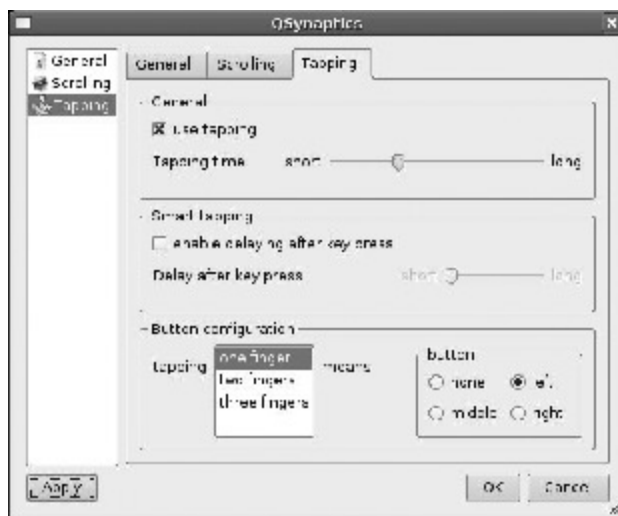 QSynaptics
General
Scrolling
Tapping
General Scrolling Tapping
General
use tapping
Tapping time short long
Smart tapping
enable delaying after key press
Delay after key press short long
Button configuration
tapping one finger means
two fingers
three fingers
button
none left
middle right
Apply OK Cancel